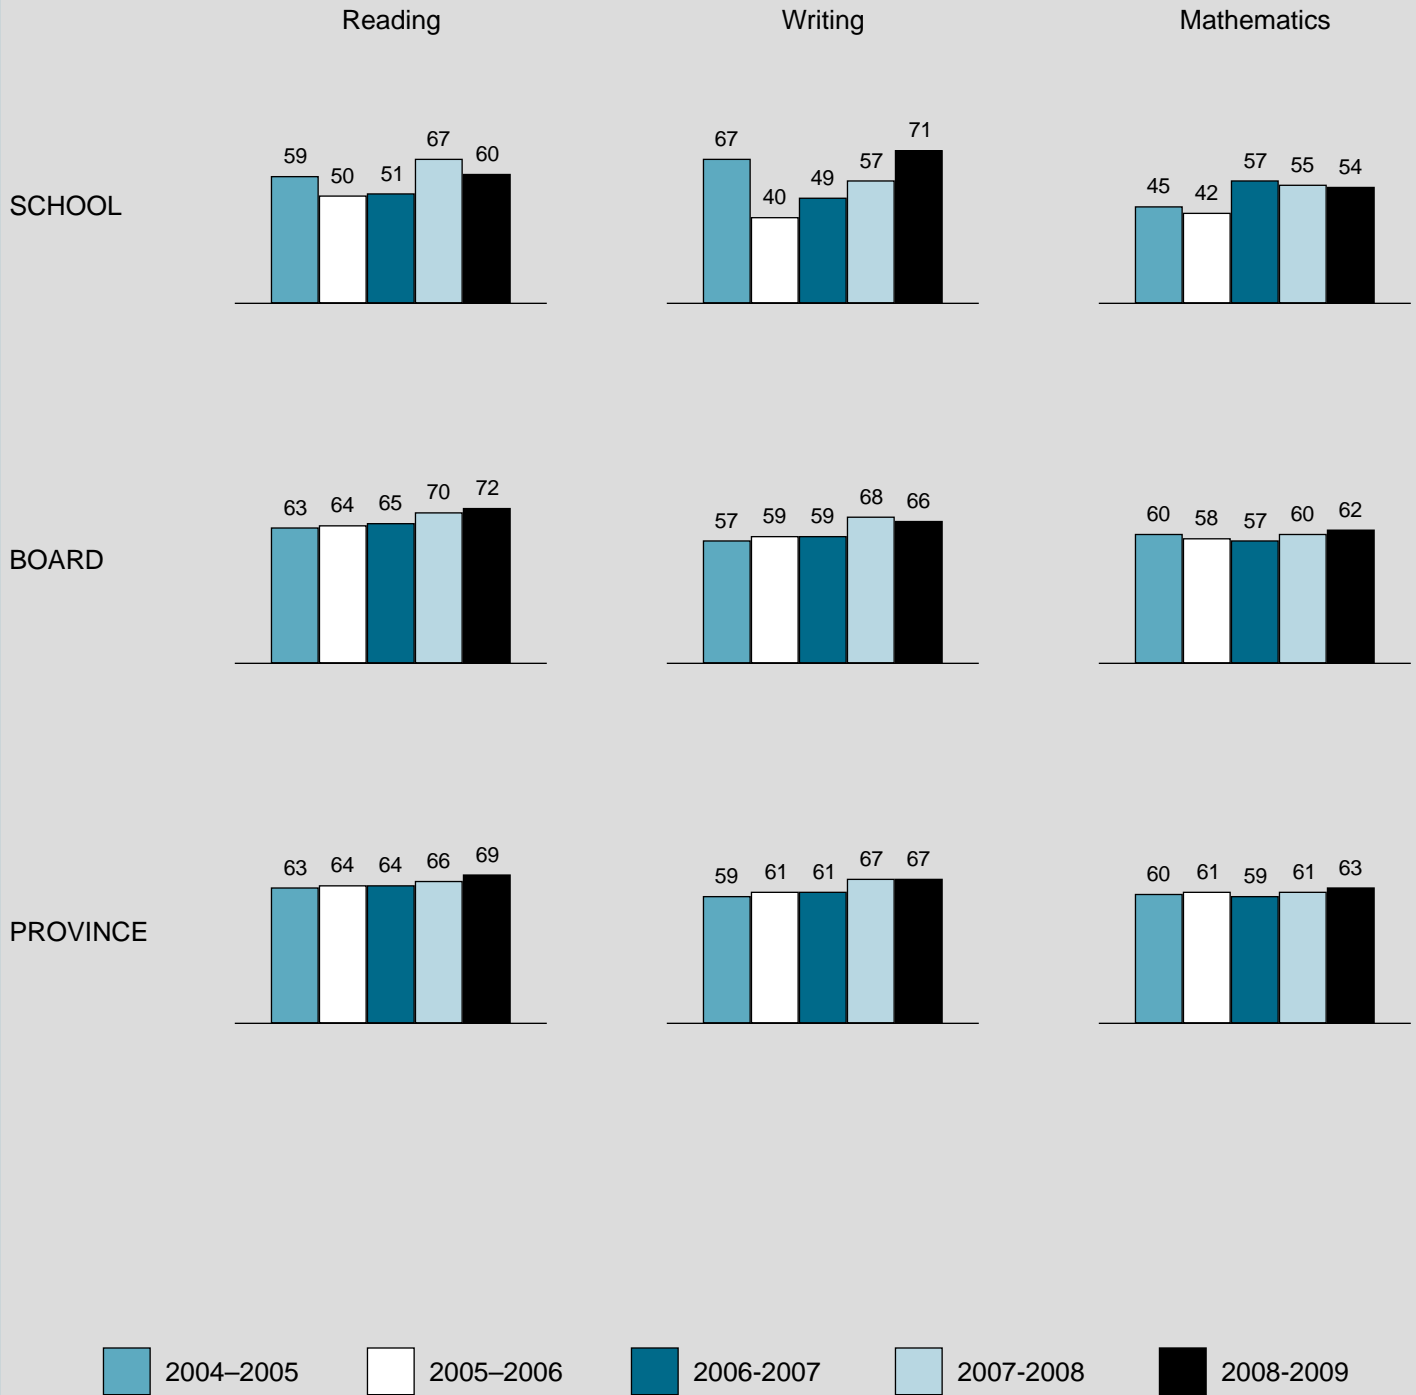 Reading Writing Mathematics
SCHOOL
59 50 51 67 60
67 40 49 57 71
45 42 57 55 54
BOARD
63 64 65 70 72
57 59 59 68 66
60 58 57 60 62
PROVINCE
63 64 64 66 69
59 61 61 67 67
60 61 59 61 63
2004–2005 2005–2006 2006-2007 2007-2008 2008-2009